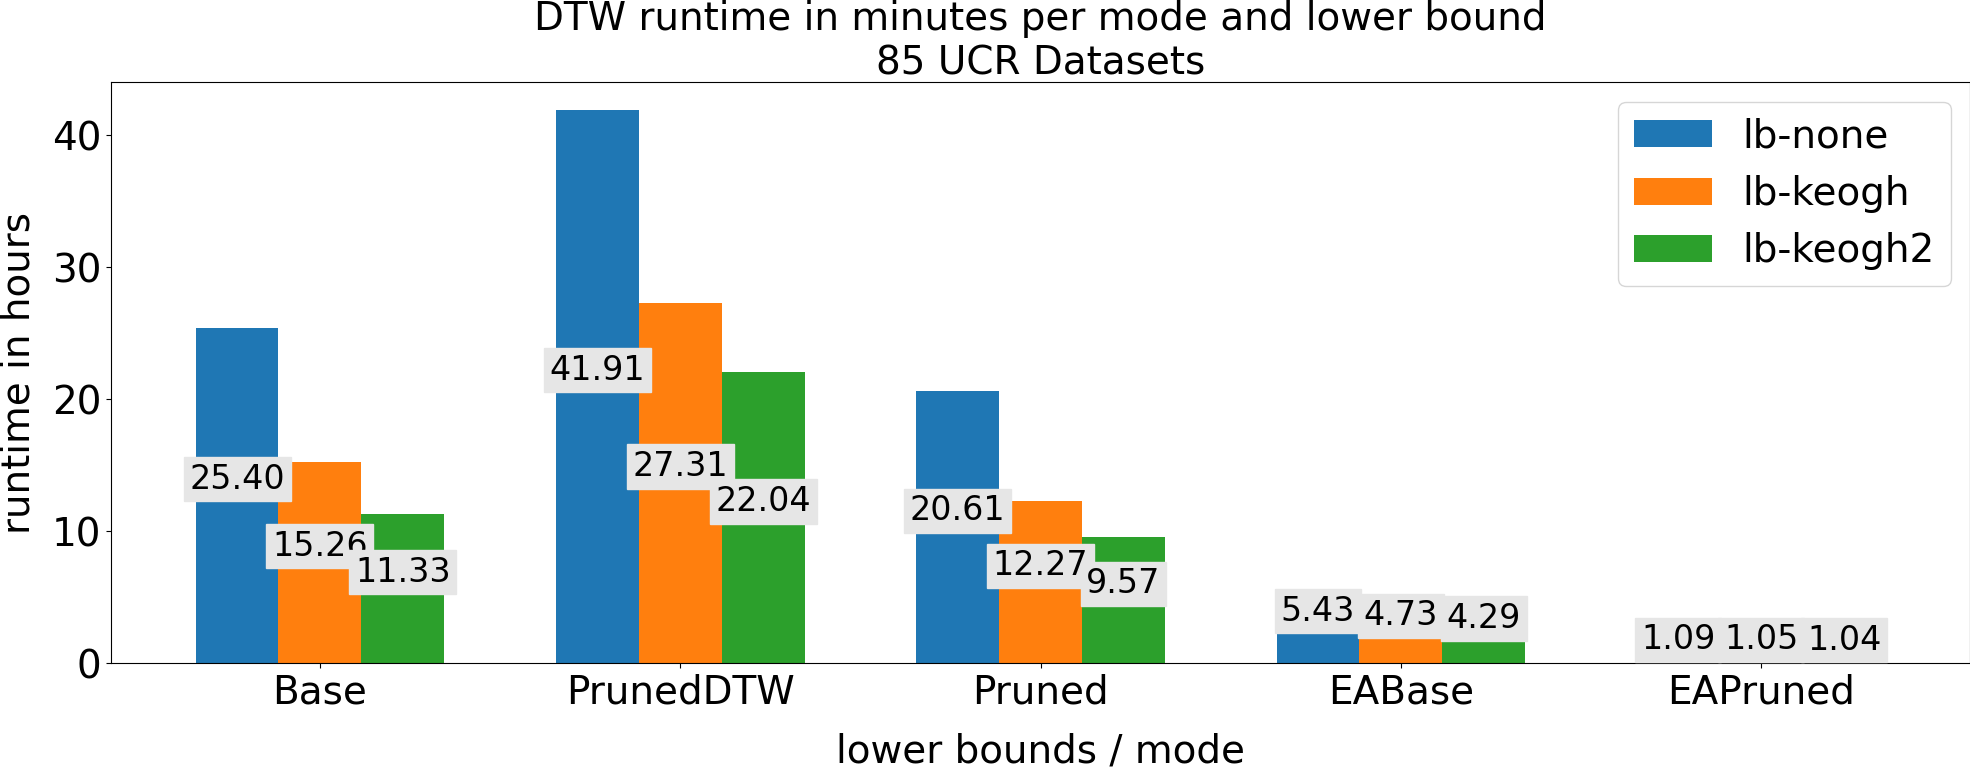 DTW runtime in minutes per mode and lower bound
85 UCR Datasets
runtime in hours
40
30
20
10
0
lb-none
lb-keogh
lb-keogh2
25.40
15.26
11.33
41.91
27.31
22.04
20.61
12.27
9.57
5.43
4.73
4.29
1.09
1.05
1.04
Base
PrunedDTW
Pruned
EABase
EAPruned
lower bounds / mode